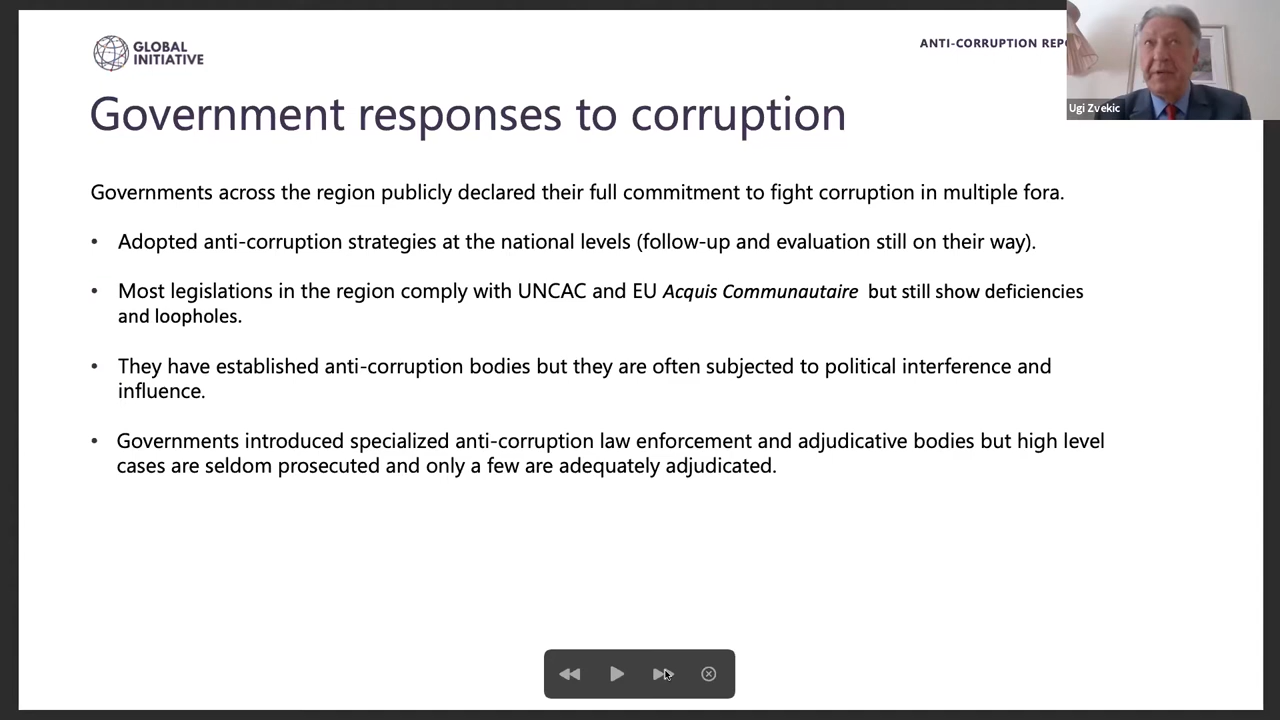 GLOBAL
INITIATIVE
ANTI-CORRUPTION
Ugi Zvekic
Government responses to corruption
Governments across the region publicly declared their full commitment to fight corruption in multiple fora.
• Adopted anti-corruption strategies at the national levels (follow-up and evaluation still on their way).
• Most legislations in the region comply with UNCAC and EU Acquis Communautaire but still show deficiencies
and loopholes.
• They have established anti-corruption bodies but they are often subjected to political interference and
influence.
• Governments introduced specialized anti-corruption law enforcement and adjudicative bodies but high level
cases are seldom prosecuted and only a few are adequately adjudicated.